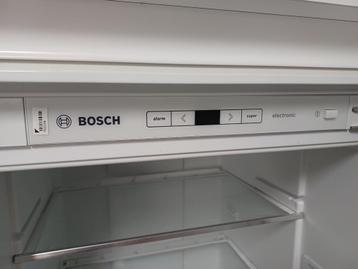 BOSCH
alarm < > super electronic